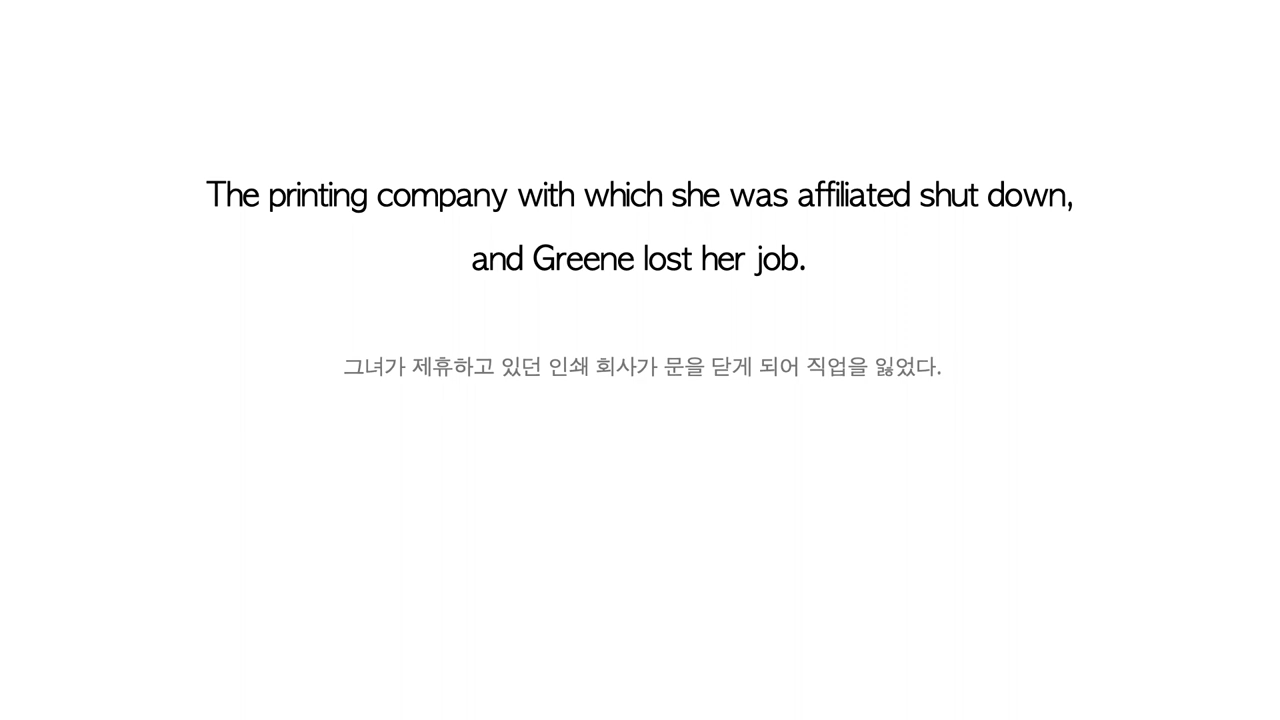 The printing company with which she was affiliated shut down,
and Greene lost her job.
그녀가 제휴하고 있던 인쇄 회사가 문을 닫게 되어 직업을 잃었다.